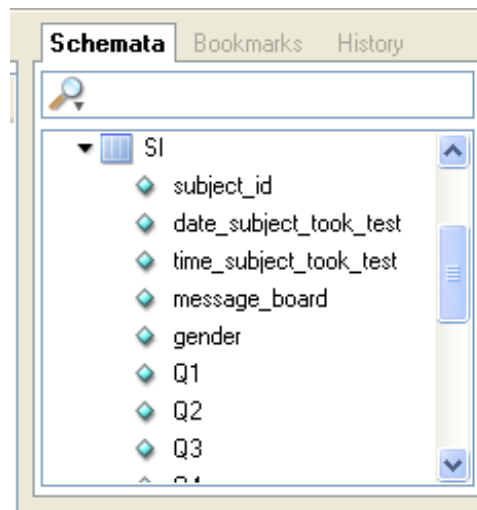 Schemata Bookmarks History
SI
subject_id
date_subject_took_test
time_subject_took_test
message_board
gender
Q1
Q2
Q3